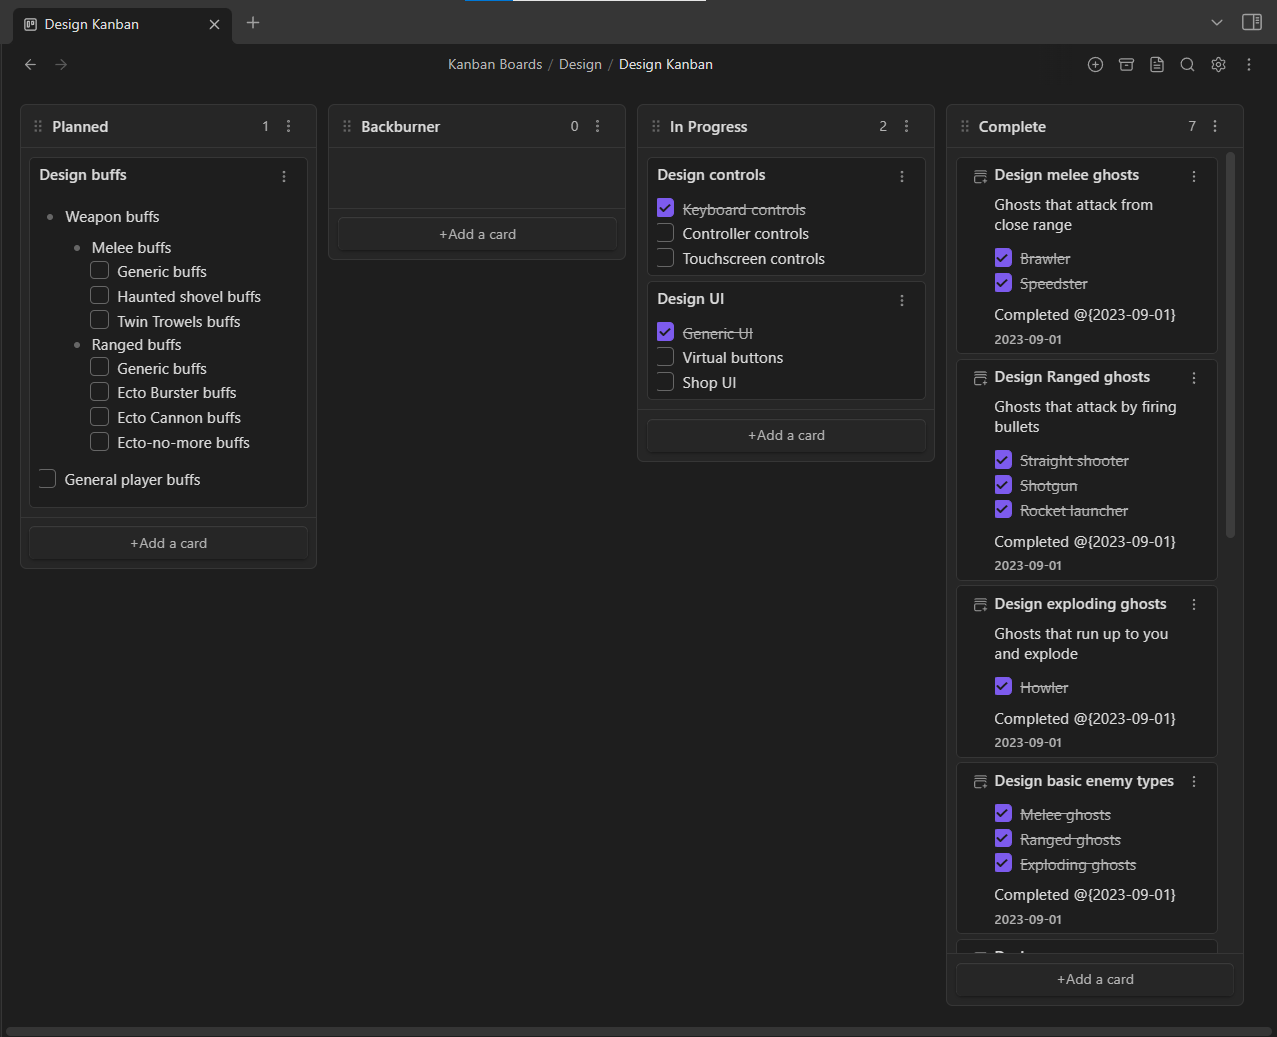 Design Kanban
Kanban Boards / Design / Design Kanban
Planned 1
Design buffs
Weapon buffs
Melee buffs
Generic buffs
Haunted shovel buffs
Twin Trowels buffs
Ranged buffs
Generic buffs
Ecto Burster buffs
Ecto Cannon buffs
Ecto-no-more buffs
General player buffs
+Add a card
Backburner 0
+Add a card
In Progress 2
Design controls
Keyboard controls
Controller controls
Touchscreen controls
Design UI
Generic UI
Virtual buttons
Shop UI
+Add a card
Complete 7
Design melee ghosts
Ghosts that attack from
close range
Brawler
Speedster
Completed @{2023-09-01}
2023-09-01
Design Ranged ghosts
Ghosts that attack by firing
bullets
Straight shooter
Shotgun
Rocket launcher
Completed @{2023-09-01}
2023-09-01
Design exploding ghosts
Ghosts that run up to you
and explode
Howler
Completed @{2023-09-01}
2023-09-01
Design basic enemy types
Melee ghosts
Ranged ghosts
Exploding ghosts
Completed @{2023-09-01}
2023-09-01
+Add a card